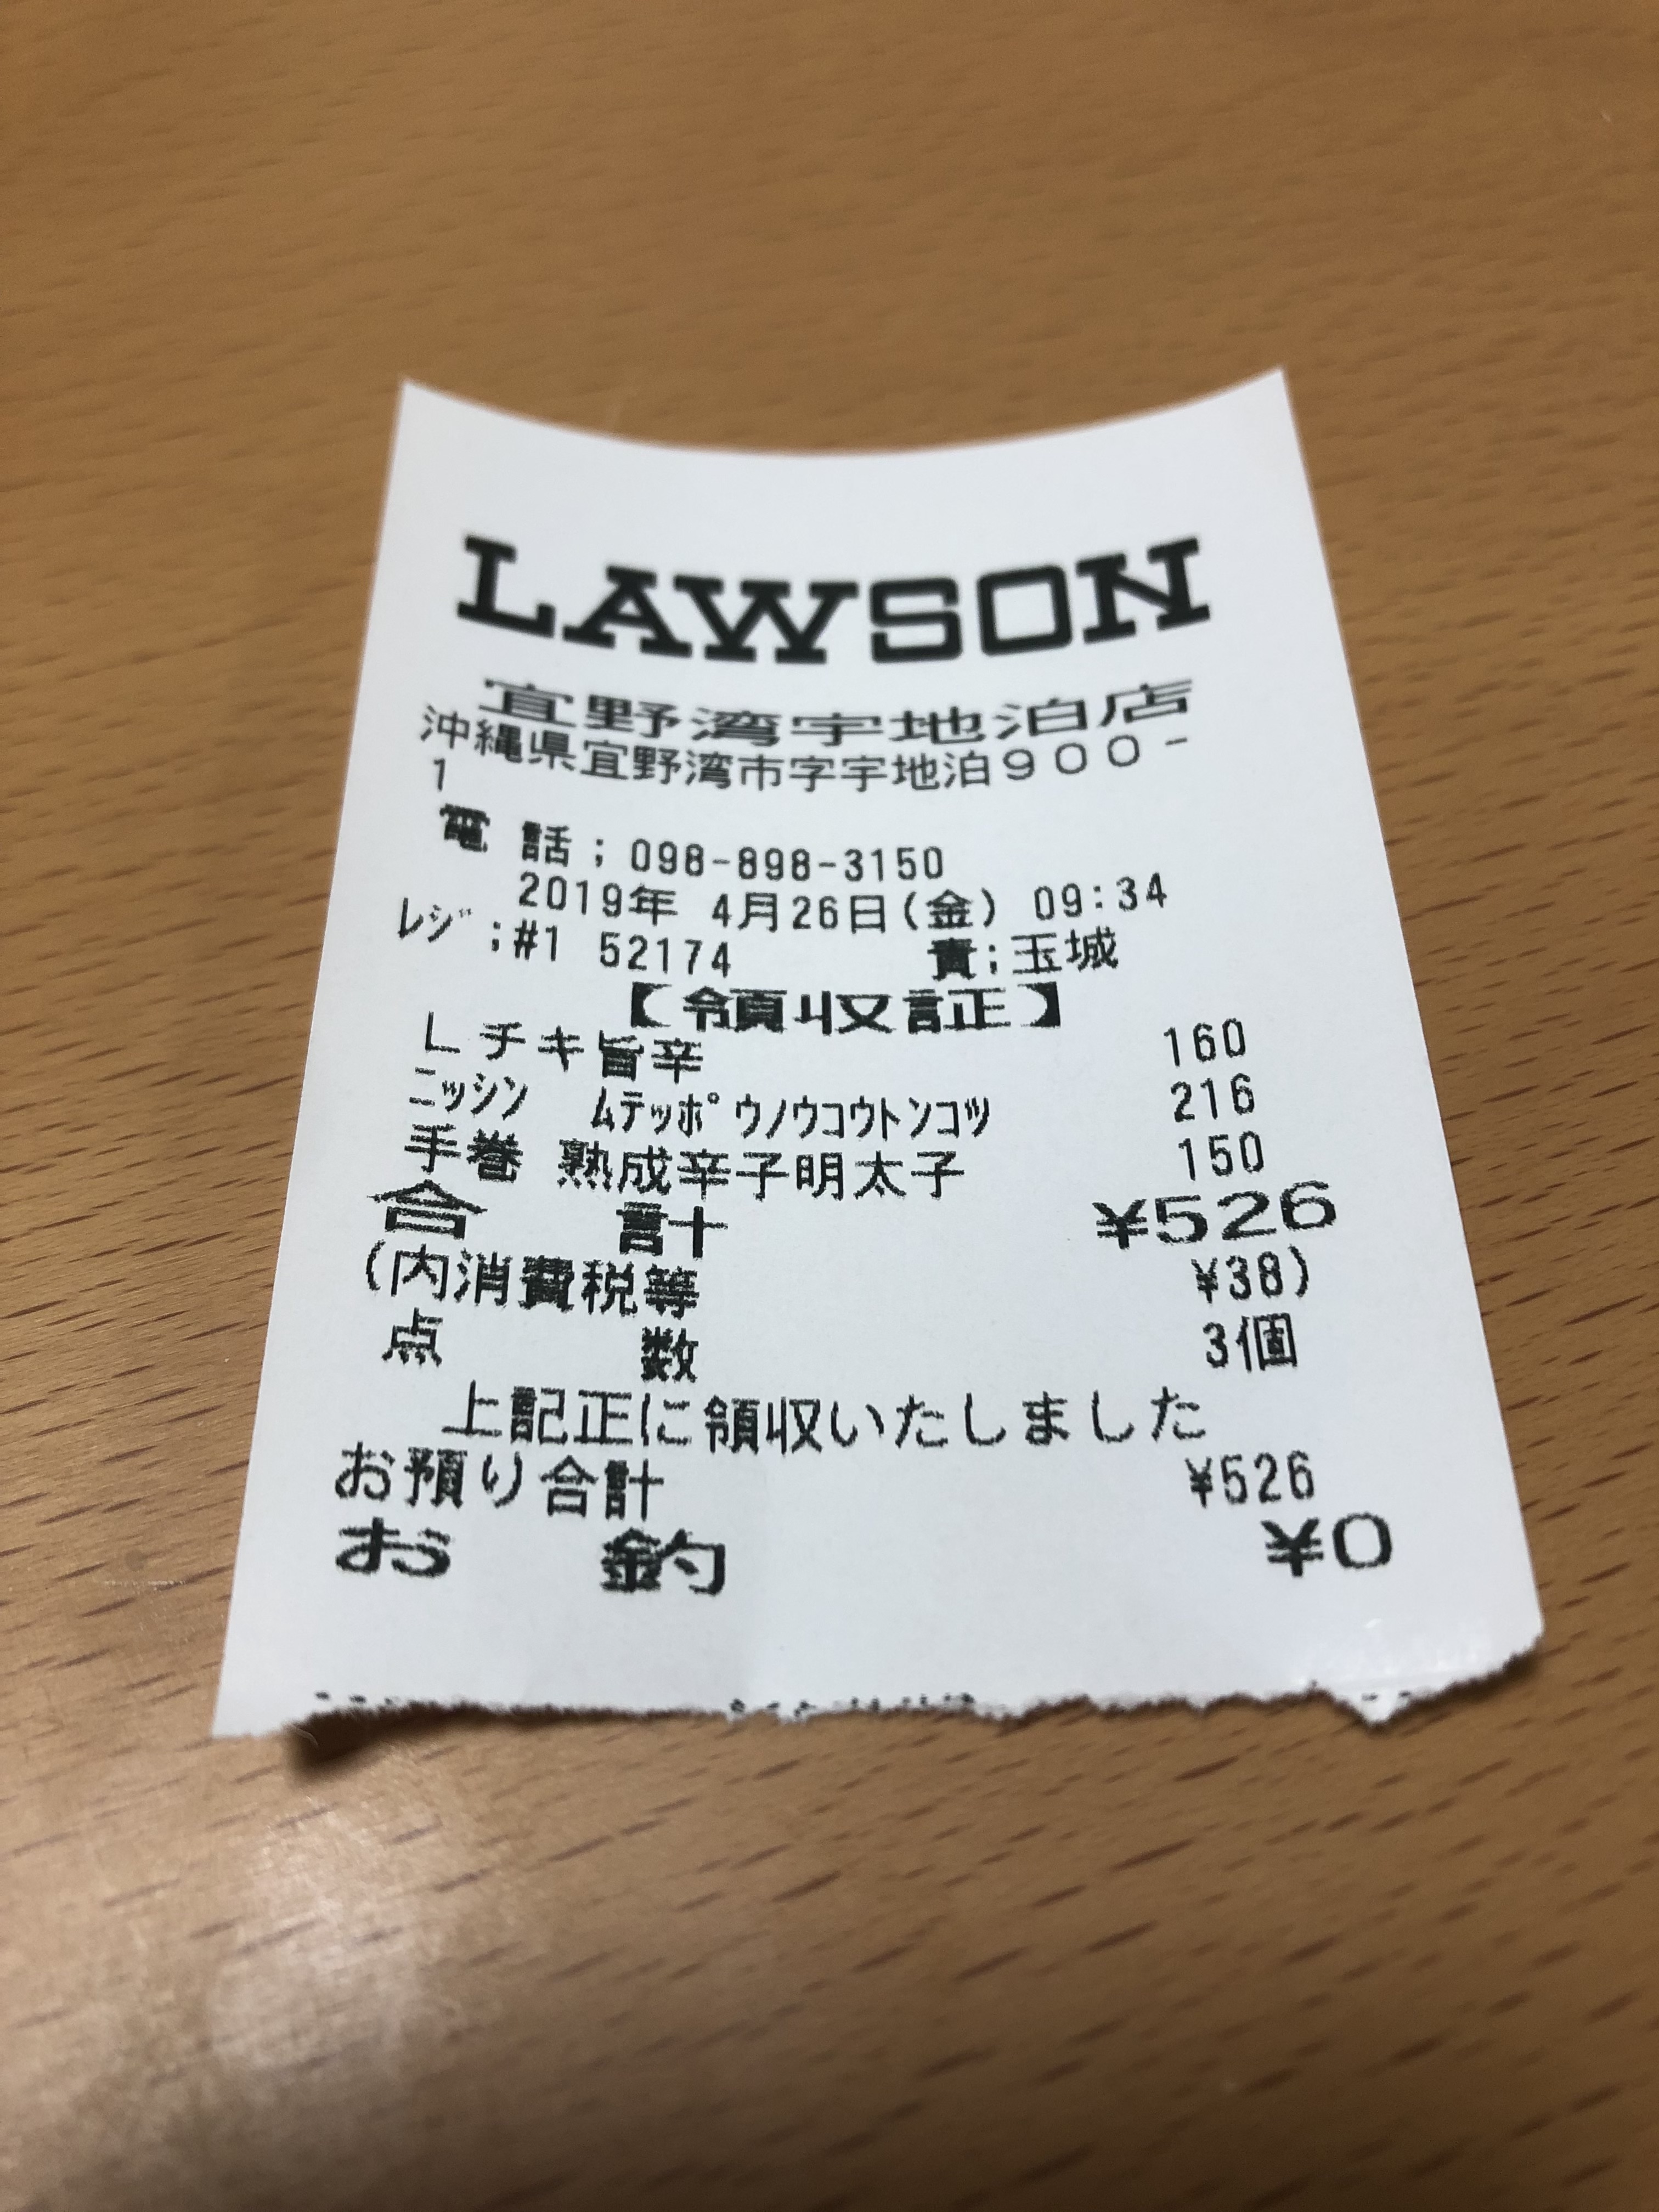 LAWSON
宜野湾宇地泊店
沖縄県宜野湾市字宇地泊900-
1
電 話;098-898-3150
2019年 4月26日(金) 09:34
ﾚｼﾞ;#1 52174 責;玉城
【領収証】
Lチキ旨辛 160
ﾆｯｼﾝ ﾑﾃｯﾎﾟｳﾉｳｺｳﾄﾝｺﾂ 216
手巻 熟成辛子明太子 150
合 計 ¥526
(内消費税等 ¥38)
点 数 3個
上記正に領収いたしました
お預り合計 ¥526
お 釣 ¥0